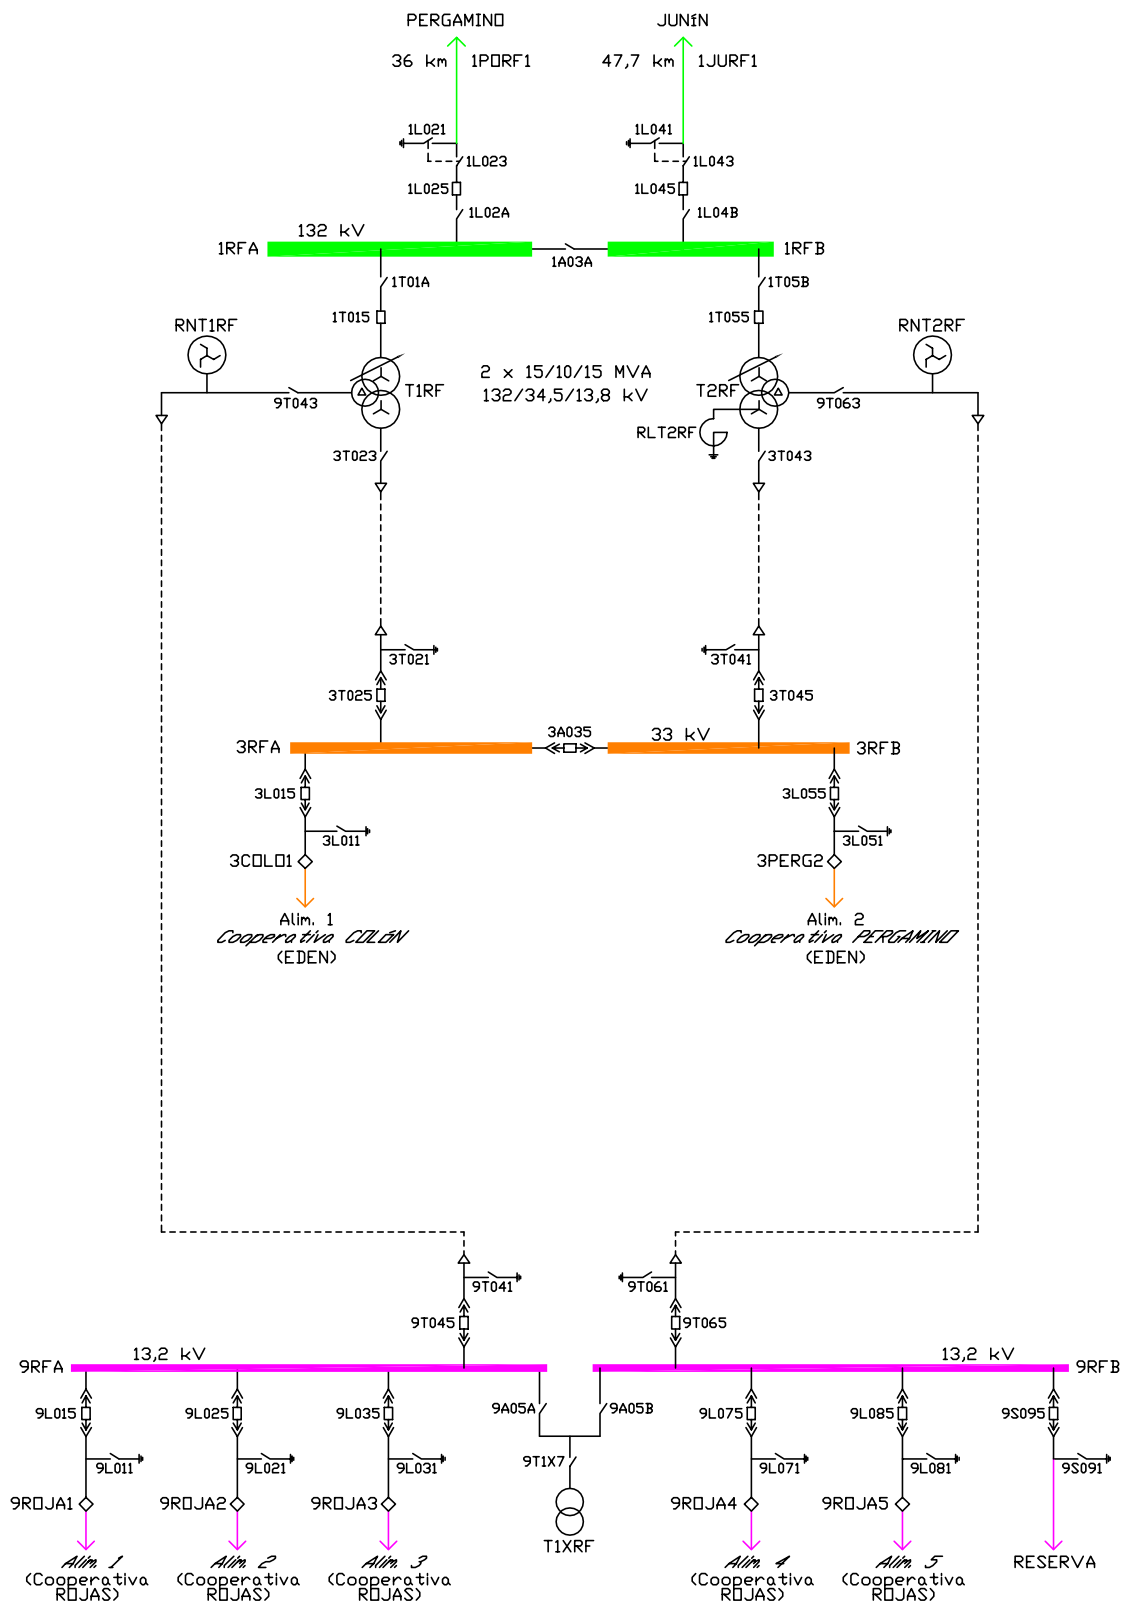 PERGAMINO
JUNíN
36 km
1PORF1
47,7 km
1JURF1
1L021
1L041
1L023
1L043
1L025
1L045
1L02A
1L04B
132 kV
1RFA
1RFB
1A03A
1T01A
1T05B
1T015
1T055
RNT1RF
RNT2RF
2 x 15/10/15 MVA
T1RF
T2RF
132/34,5/13,8 kV
9T043
9T063
RLT2RF
3T023
3T043
3T021
3T041
3T025
3T045
3A035
33 kV
3RFA
3RFB
3L015
3L055
3L011
3L051
3COLO1
3PERG2
Alim. 1
Cooperativa COLóN
(EDEN)
Alim. 2
Cooperativa PERGAMINO
(EDEN)
9T041
9T061
9T045
9T065
13,2 kV
13,2 kV
9RFA
9RFB
9L015
9L025
9L035
9A05A
9A05B
9L075
9L085
9S095
9L011
9L021
9L031
9T1X7
9L071
9L081
9S091
9ROJA1
9ROJA2
9ROJA3
9ROJA4
9ROJA5
T1XRF
Alim. 1
(Cooperativa
ROJAS)
Alim. 2
(Cooperativa
ROJAS)
Alim. 3
(Cooperativa
ROJAS)
Alim. 4
(Cooperativa
ROJAS)
Alim. 5
(Cooperativa
ROJAS)
RESERVA